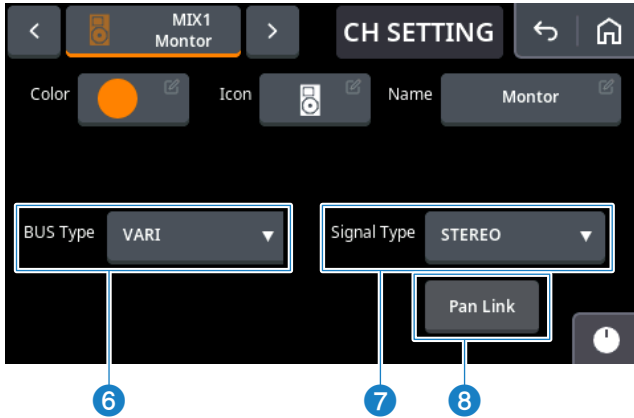 MIX1
Montor
CH SETTING
Color
Icon
Name
Montor
BUS Type
VARI
Signal Type
STEREO
Pan Link
6
7
8